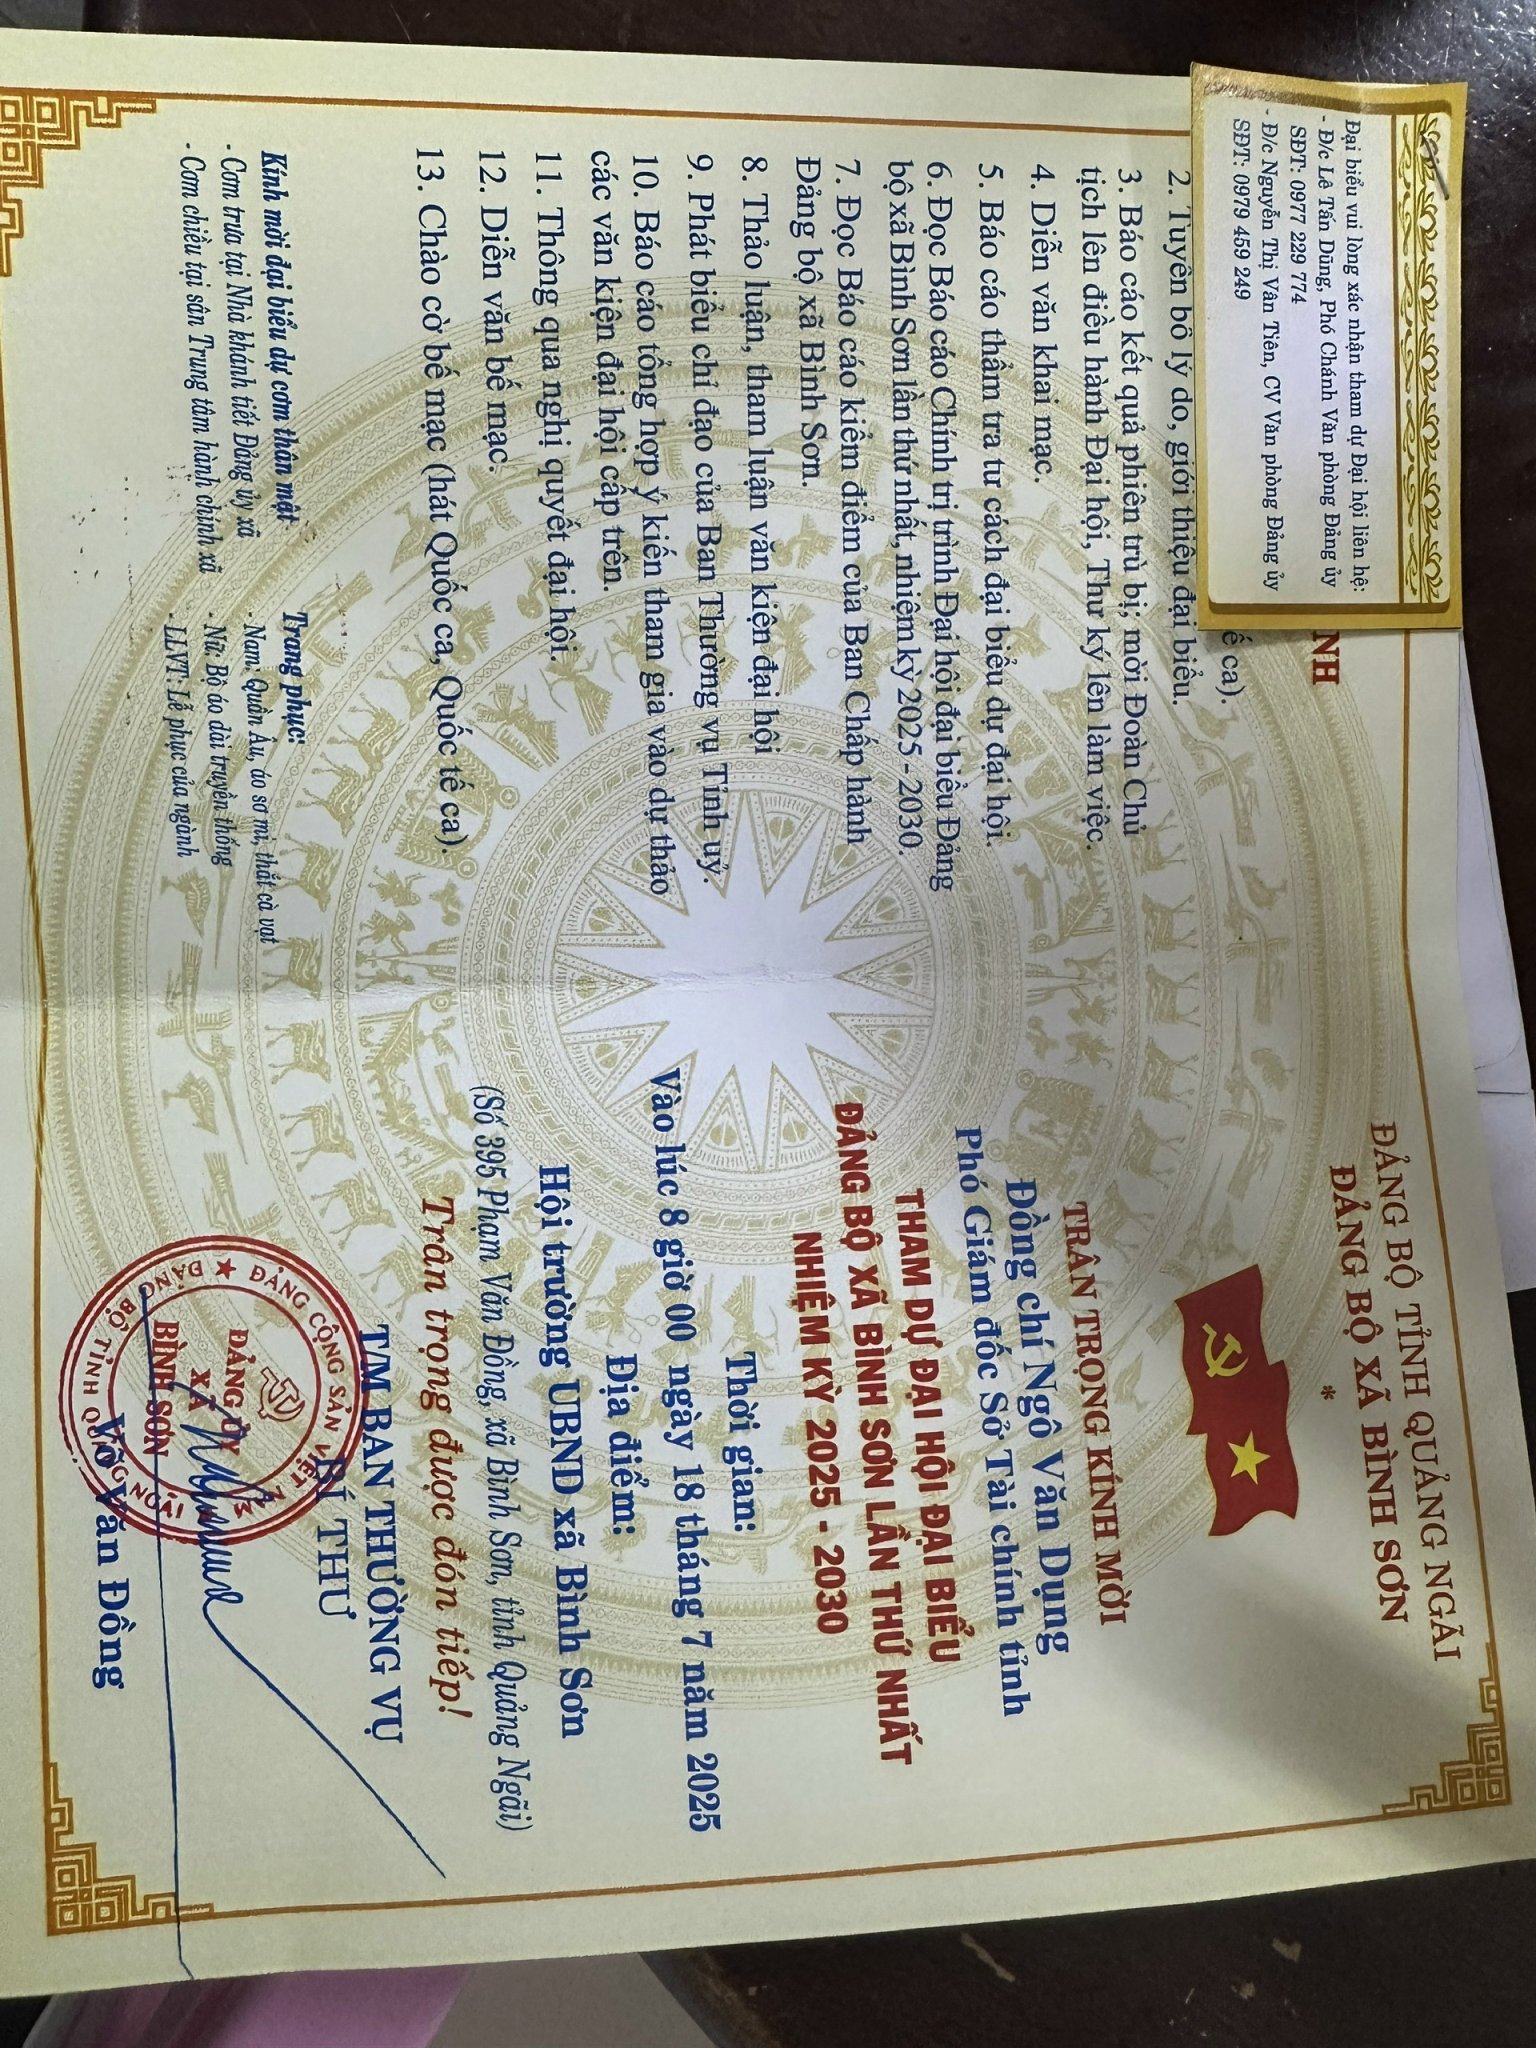 Đại biểu vui lòng xác nhận tham dự Đại hội liên hệ:
- Đ/c Lê Tấn Dũng, Phó Chánh Văn phòng Đảng ủy
SĐT: 0977 229 774
- Đ/c Nguyễn Thị Vân Tiên, CV Văn phòng Đảng ủy
SĐT: 0979 459 249
NH
ế ca).
2. Tuyên bố lý do, giới thiệu đại biểu.
3. Báo cáo kết quả phiên trù bị; mời Đoàn Chủ
tịch lên điều hành Đại hội, Thư ký lên làm việc.
4. Diễn văn khai mạc.
5. Báo cáo thẩm tra tư cách đại biểu dự đại hội.
6. Đọc Báo cáo Chính trị trình Đại hội đại biểu Đảng
bộ xã Bình Sơn lần thứ nhất, nhiệm kỳ 2025 - 2030.
7. Đọc Báo cáo kiểm điểm của Ban Chấp hành
Đảng bộ xã Bình Sơn.
8. Thảo luận, tham luận văn kiện đại hội
9. Phát biểu chỉ đạo của Ban Thường vụ Tỉnh uỷ.
10. Báo cáo tổng hợp ý kiến tham gia vào dự thảo
các văn kiện đại hội cấp trên.
11. Thông qua nghị quyết đại hội.
12. Diễn văn bế mạc.
13. Chào cờ bế mạc (hát Quốc ca, Quốc tế ca).
Kính mời đại biểu dự cơm thân mật
- Cơm trưa tại Nhà khánh tiết Đảng ủy xã
- Cơm chiều tại sân Trung tâm hành chính xã
Trang phục:
- Nam: Quần Âu, áo sơ mi, thắt cà vạt
- Nữ: Bộ áo dài truyền thống
- LLVT: Lễ phục của ngành
ĐẢNG BỘ TỈNH QUẢNG NGÃI
ĐẢNG BỘ XÃ BÌNH SƠN
*
TRÂN TRỌNG KÍNH MỜI
Đồng chí Ngô Văn Dụng
Phó Giám đốc Sở Tài chính tỉnh
THAM DỰ ĐẠI HỘI ĐẠI BIỂU
ĐẢNG BỘ XÃ BÌNH SƠN LẦN THỨ NHẤT
NHIỆM KỲ 2025 - 2030
Thời gian:
Vào lúc 8 giờ 00 ngày 18 tháng 7 năm 2025
Địa điểm:
Hội trường UBND xã Bình Sơn
(Số 395 Phạm Văn Đồng, xã Bình Sơn, tỉnh Quảng Ngãi)
Trân trọng được đón tiếp!
T/M BAN THƯỜNG VỤ
BÍ THƯ
ĐẢNG CỘNG SẢN VIỆT NAM
ĐẢNG BỘ TỈNH QUẢNG NGÃI
ĐẢNG ỦY
XÃ
BÌNH SƠN
Võ Văn Đồng